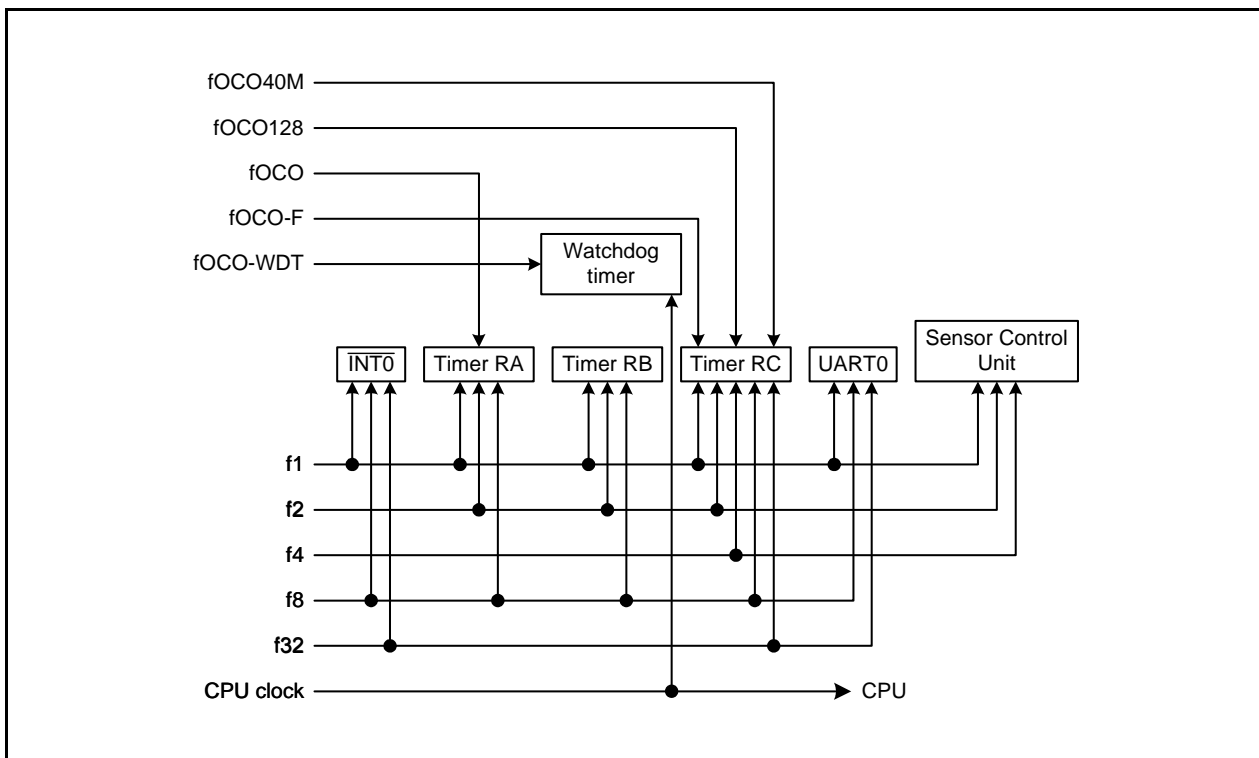 fOCO40M
fOCO128
fOCO
fOCO-F
fOCO-WDT
Watchdog
timer
INT0
Timer RA
Timer RB
Timer RC
UART0
Sensor Control
Unit
f1
f2
f4
f8
f32
CPU clock
CPU